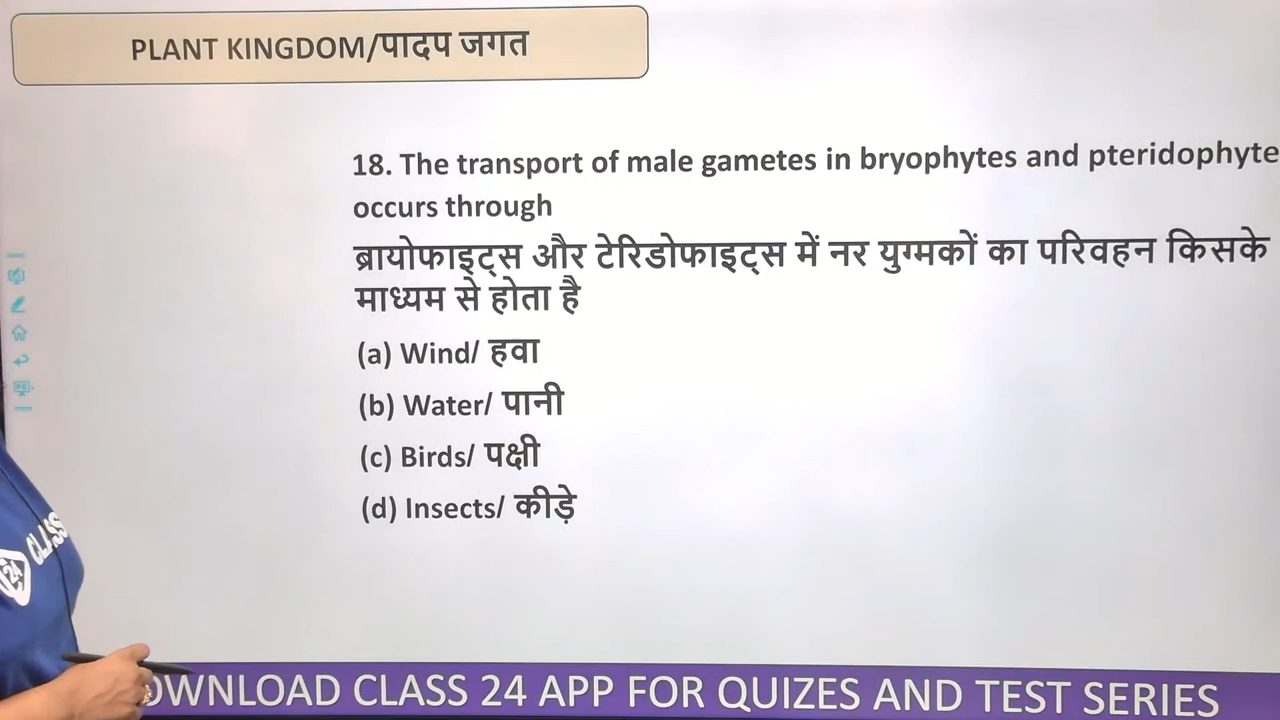 PLANT KINGDOM/पादप जगत
18. The transport of male gametes in bryophytes and pteridophyte
occurs through
ब्रायोफाइट्स और टेरिडोफाइट्स में नर युग्मकों का परिवहन किसके
माध्यम से होता है
(a) Wind/ हवा
(b) Water/ पानी
(c) Birds/ पक्षी
(d) Insects/ कीड़े
CLASS
24
OWNLOAD CLASS 24 APP FOR QUIZES AND TEST SERIES